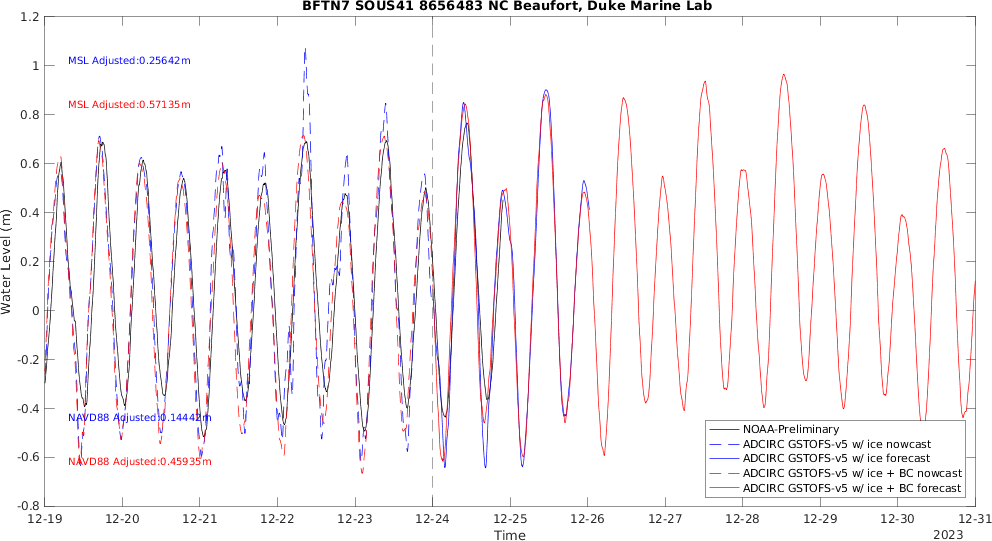 BFTN7 SOUS41 8656483 NC Beaufort, Duke Marine Lab
1.2
1
0.8
0.6
0.4
0.2
0
-0.2
-0.4
-0.6
-0.8
Water Level (m)
MSL Adjusted:0.25642m
MSL Adjusted:0.57135m
NAVD88 Adjusted:0.14442m
NAVD88 Adjusted:0.45935m
NOAA-Preliminary
ADCIRC GSTOFS-v5 w/ ice nowcast
ADCIRC GSTOFS-v5 w/ ice forecast
ADCIRC GSTOFS-v5 w/ ice + BC nowcast
ADCIRC GSTOFS-v5 w/ ice + BC forecast
12-19 12-20 12-21 12-22 12-23 12-24 12-25 12-26 12-27 12-28 12-29 12-30 12-31
Time
2023